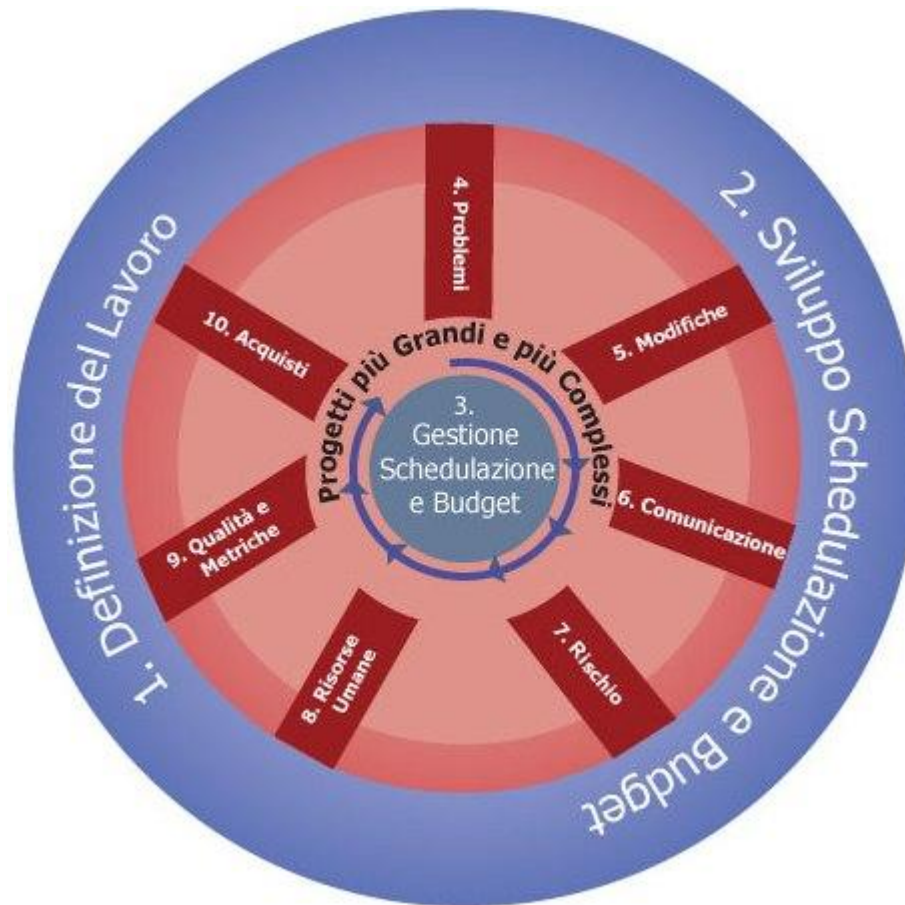 1. Definizione del Lavoro
2. Sviluppo Schedulazione e Budget
3.
Gestione
Schedulazione
e Budget
Progetti più Grandi e più Complessi
4. Problemi
5. Modifiche
6. Comunicazione
7. Rischio
8. Risorse
Umane
9. Qualità e
Metriche
10. Acquisti